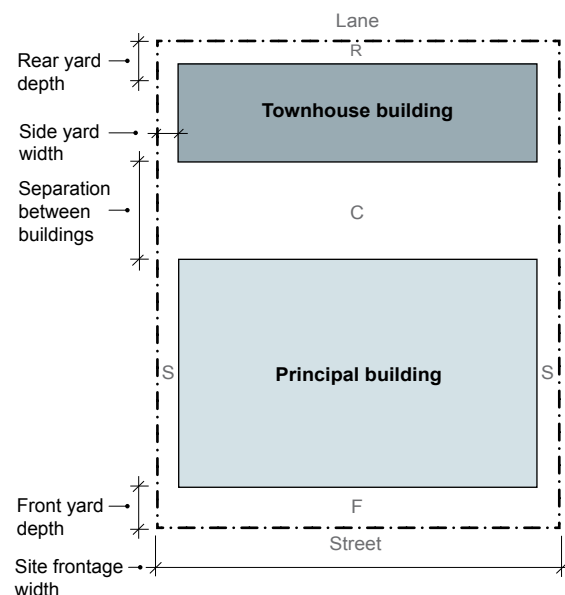 Lane
R
Rear yard
depth
Townhouse building
Side yard
width
Separation
between
buildings
C
S
Principal building
S
Front yard
depth
F
Street
Site frontage
width